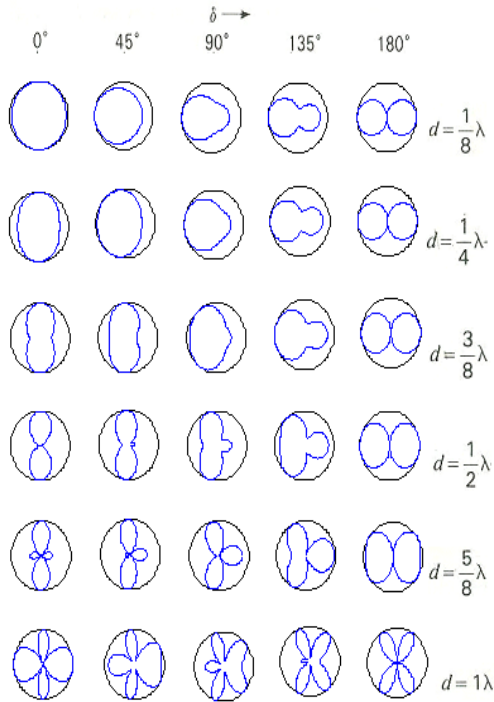 δ →
0° 45° 90° 135° 180°
d = 1/8 λ
d = 1/4 λ
d = 3/8 λ
d = 1/2 λ
d = 5/8 λ
d = 1λ